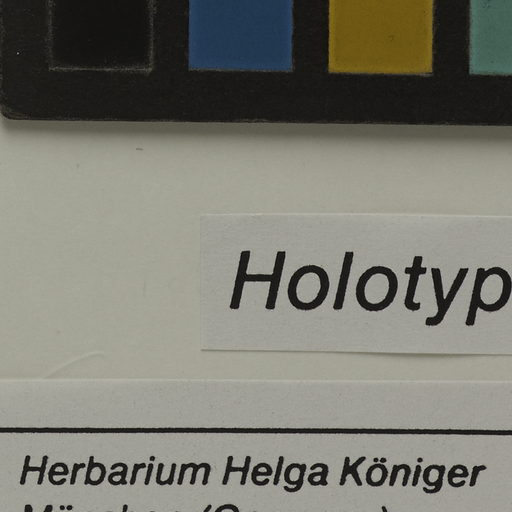 Holotyp
Herbarium Helga Königer